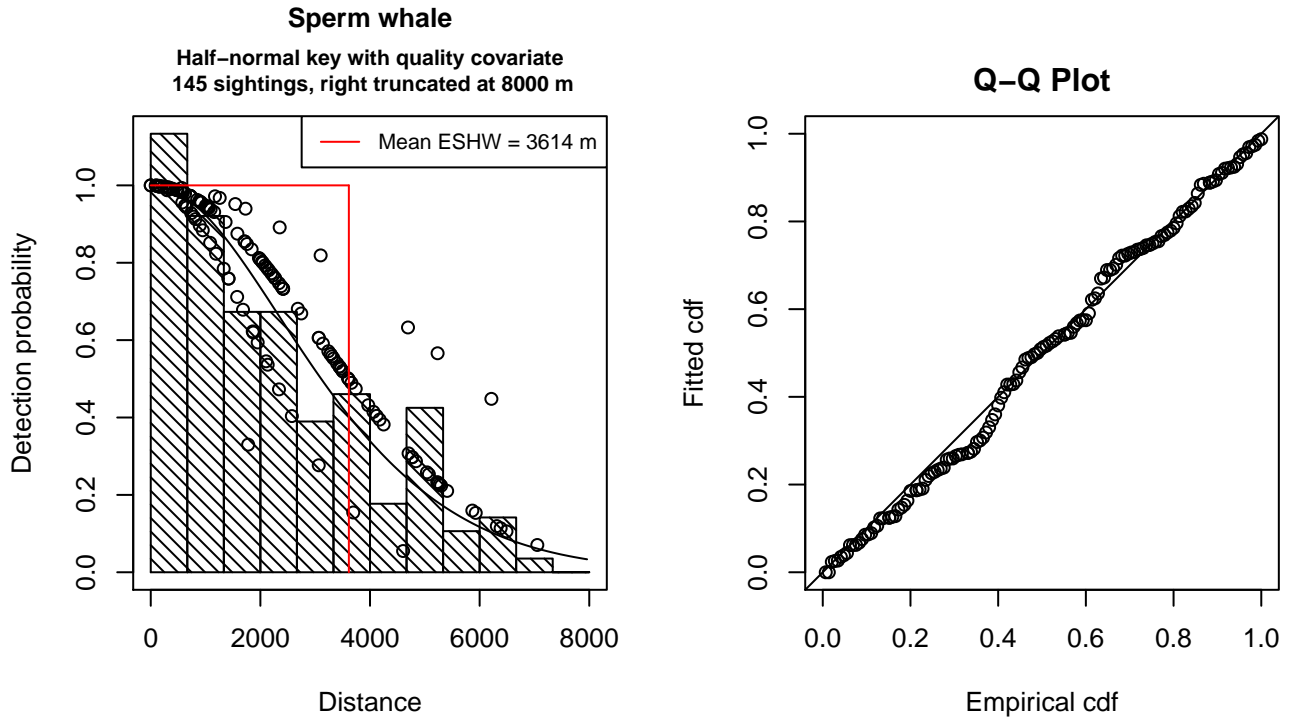 Sperm whale
Half−normal key with quality covariate
145 sightings, right truncated at 8000 m
Mean ESHW = 3614 m
Detection probability
1.0
0.8
0.6
0.4
0.2
0.0
0 2000 4000 6000 8000
Distance
Q−Q Plot
Fitted cdf
1.0
0.8
0.6
0.4
0.2
0.0
0.0 0.2 0.4 0.6 0.8 1.0
Empirical cdf